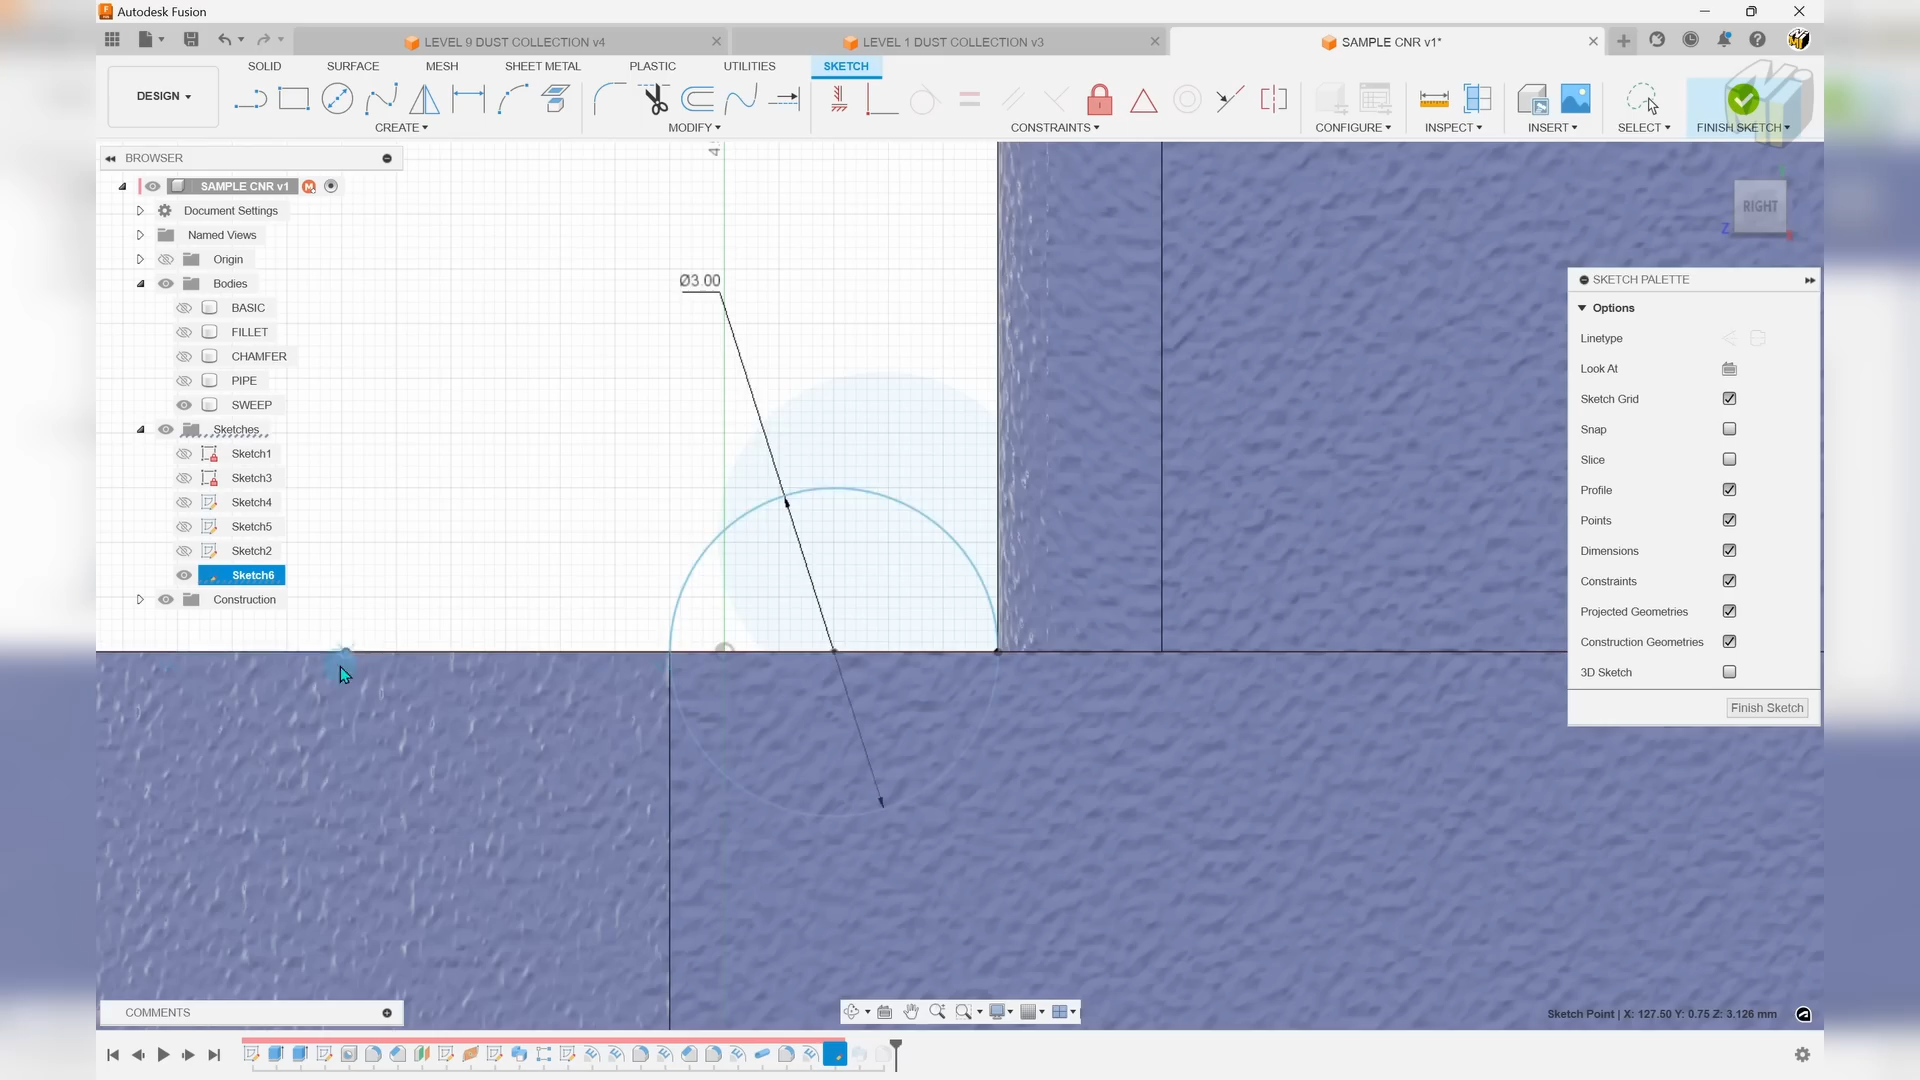 Autodesk Fusion
LEVEL 9 DUST COLLECTION v4
LEVEL 1 DUST COLLECTION v3
SAMPLE CNR v1*
SOLID SURFACE MESH SHEET METAL PLASTIC UTILITIES SKETCH
DESIGN
CREATE MODIFY CONSTRAINTS CONFIGURE INSPECT INSERT SELECT FINISH SKETCH
BROWSER
SAMPLE CNR v1
Document Settings
Named Views
Origin
Bodies
BASIC
FILLET
CHAMFER
PIPE
SWEEP
Sketches
Sketch1
Sketch3
Sketch4
Sketch5
Sketch2
Sketch6
Construction
Ø3.00
RIGHT
Z
SKETCH PALETTE
Options
Linetype
Look At
Sketch Grid
Snap
Slice
Profile
Points
Dimensions
Constraints
Projected Geometries
Construction Geometries
3D Sketch
Finish Sketch
COMMENTS
Sketch Point | X: 127.50 Y: 0.75 Z: 3.126 mm